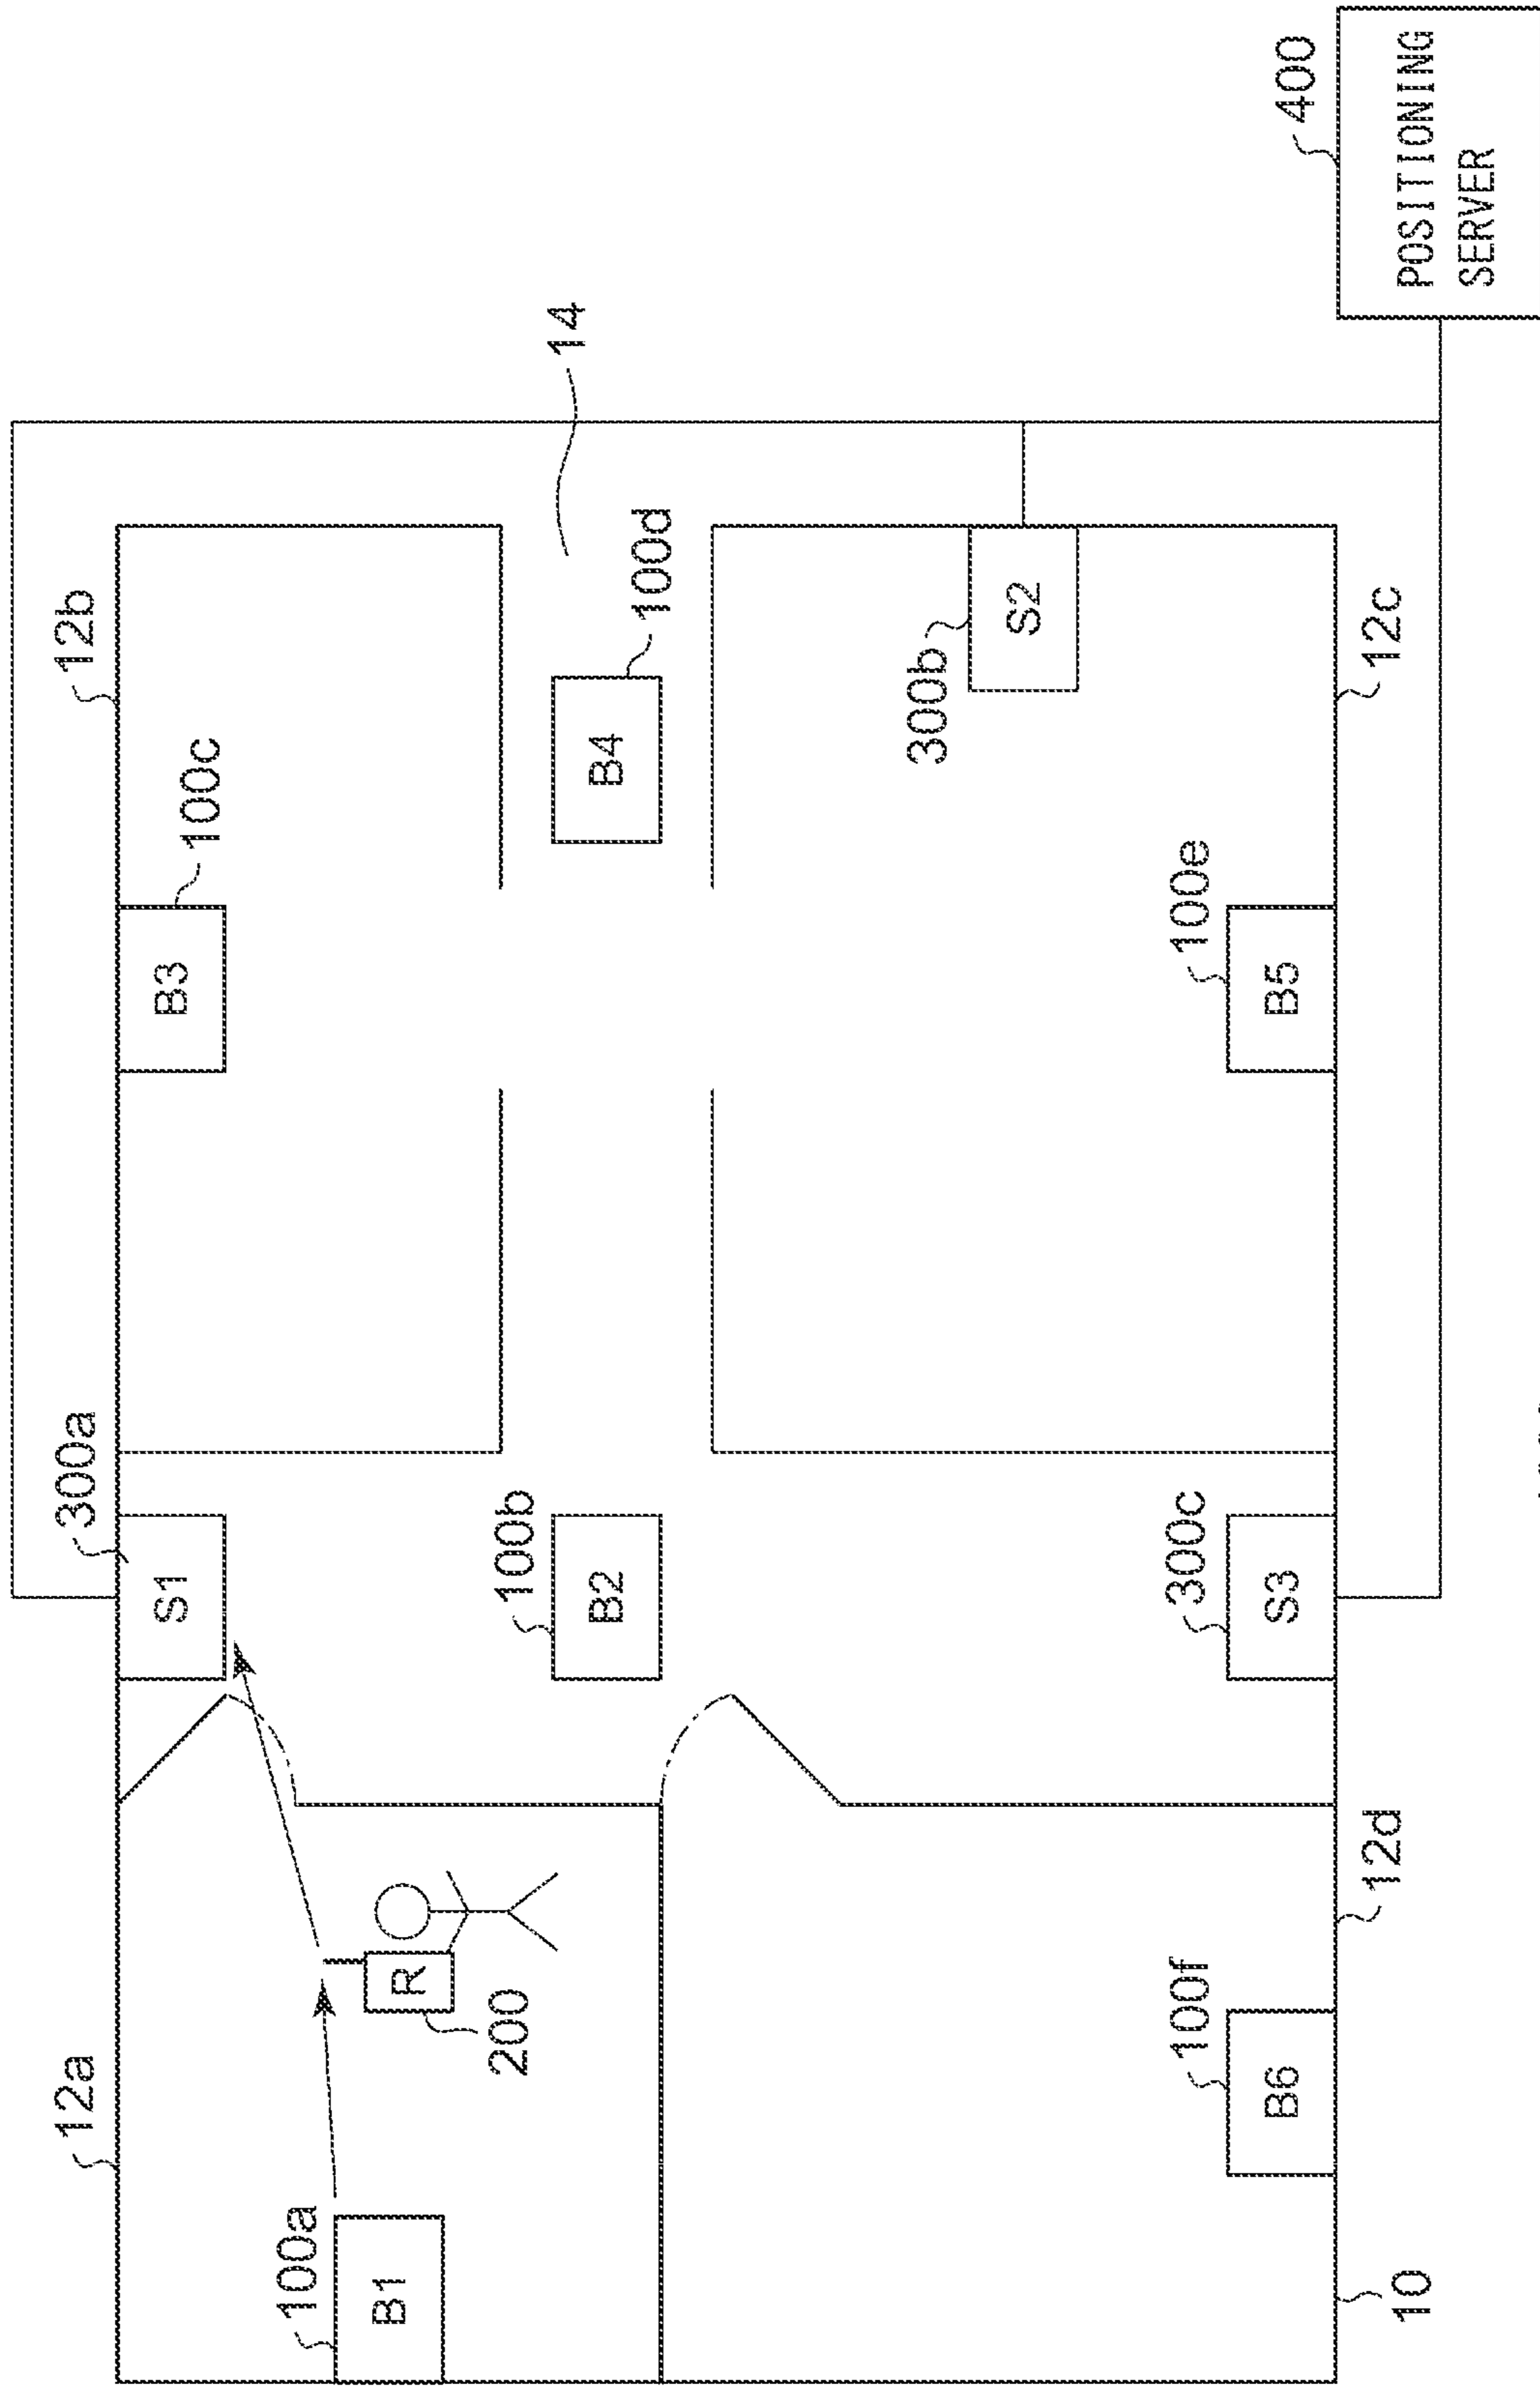 12a
300a
12b
100a
B1
S1
B3
100c
R
200
100b
B2
B4
100d
14
100f
B6
300c
S3
100e
B5
300b
S2
10
12d
12c
400
POSITIONING
SERVER